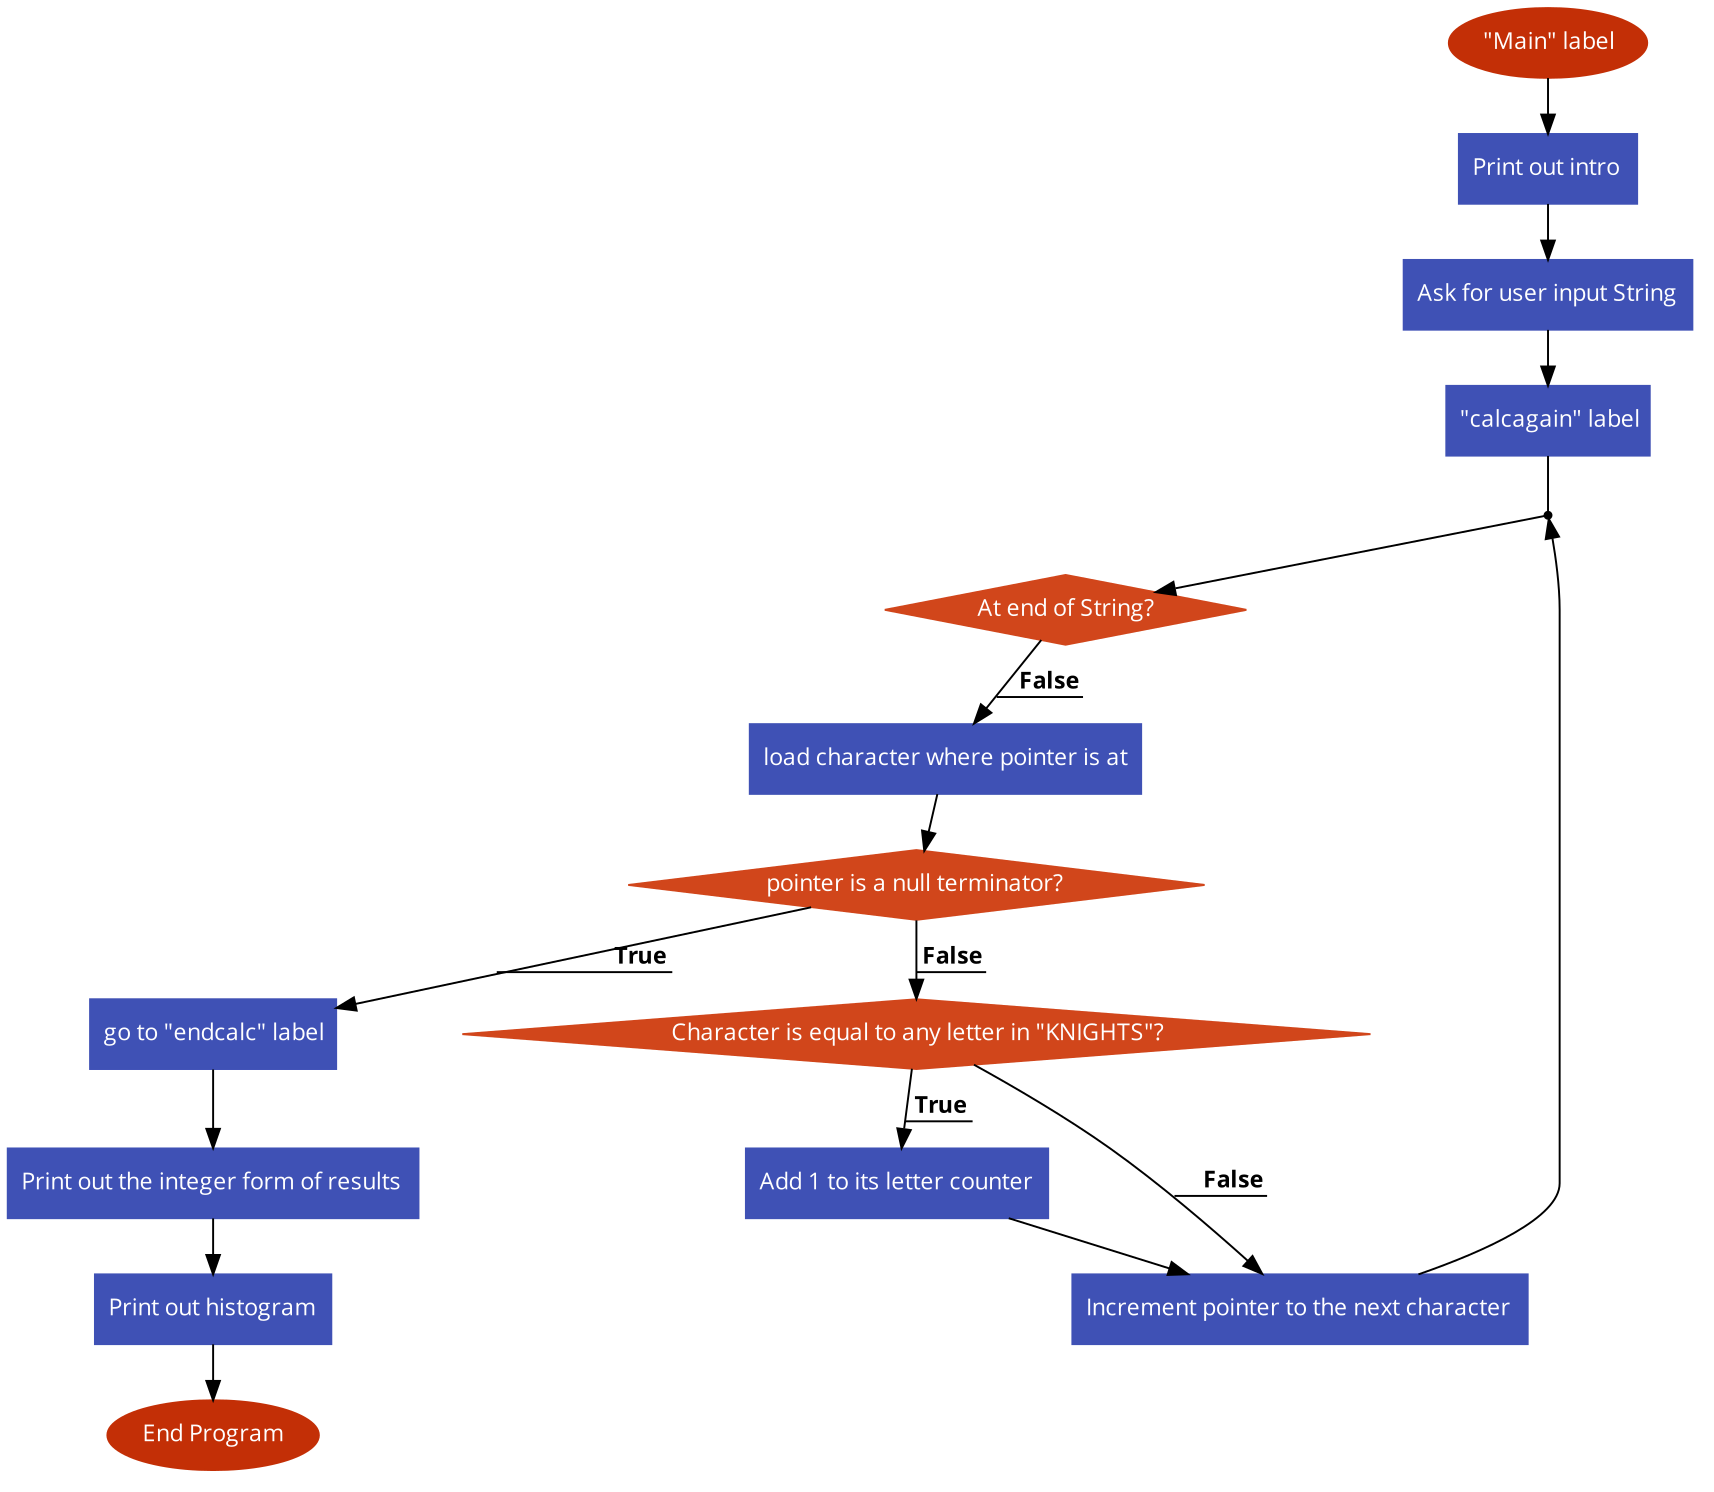 "Main" label
Print out intro
Ask for user input String
"calcagain" label
At end of String?
False
load character where pointer is at
pointer is a null terminator?
True
False
go to "endcalc" label
Character is equal to any letter in "KNIGHTS"?
True
False
Print out the integer form of results
Add 1 to its letter counter
Print out histogram
Increment pointer to the next character
End Program